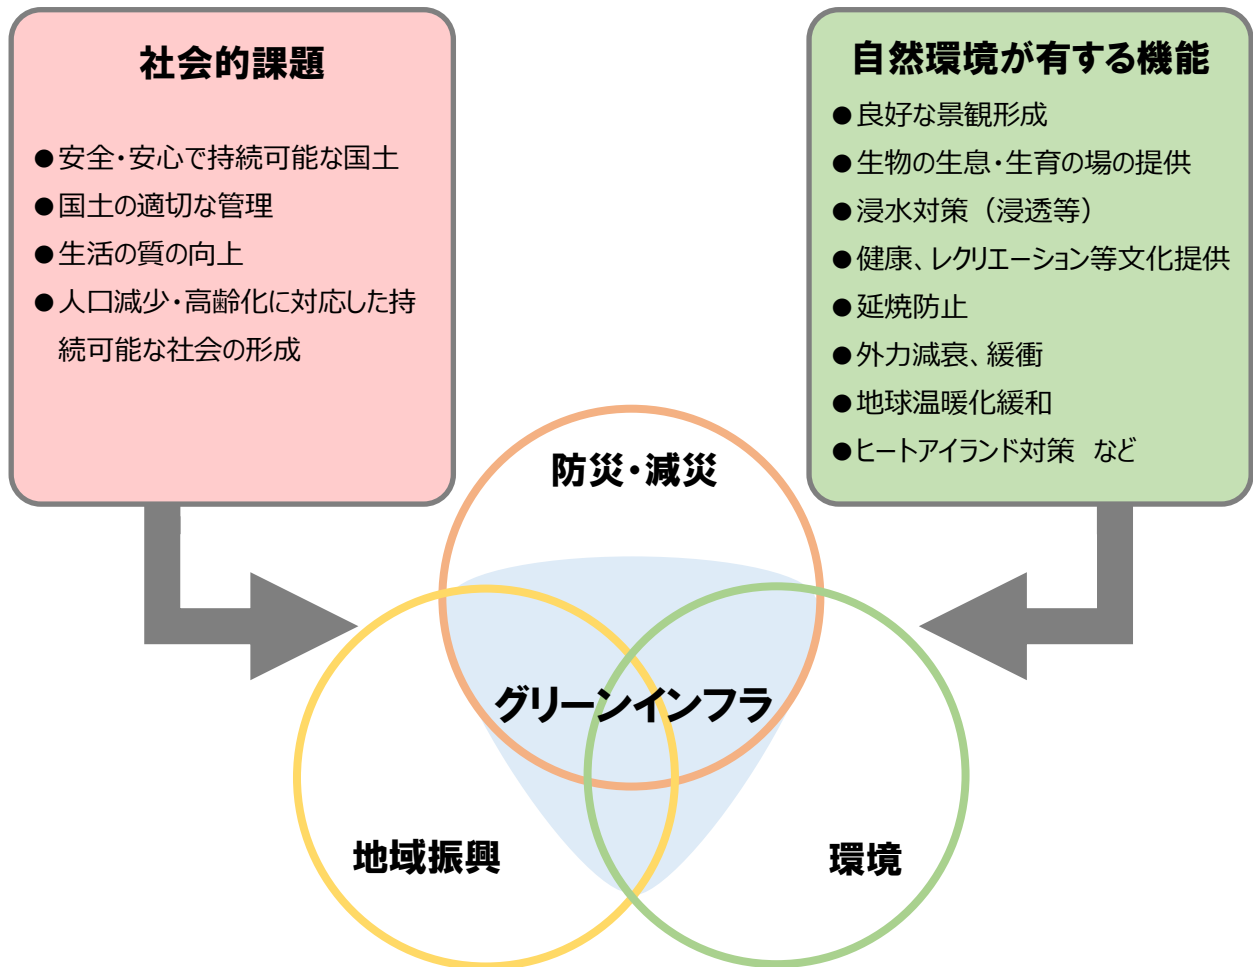 社会的課題
●安全・安心で持続可能な国土
●国土の適切な管理
●生活の質の向上
●人口減少・高齢化に対応した持
続可能な社会の形成
自然環境が有する機能
●良好な景観形成
●生物の生息・生育の場の提供
●浸水対策（浸透等）
●健康、レクリエーション等文化提供
●延焼防止
●外力減衰、緩衝
●地球温暖化緩和
●ヒートアイランド対策　など
防災・減災
グリーンインフラ
地域振興
環境